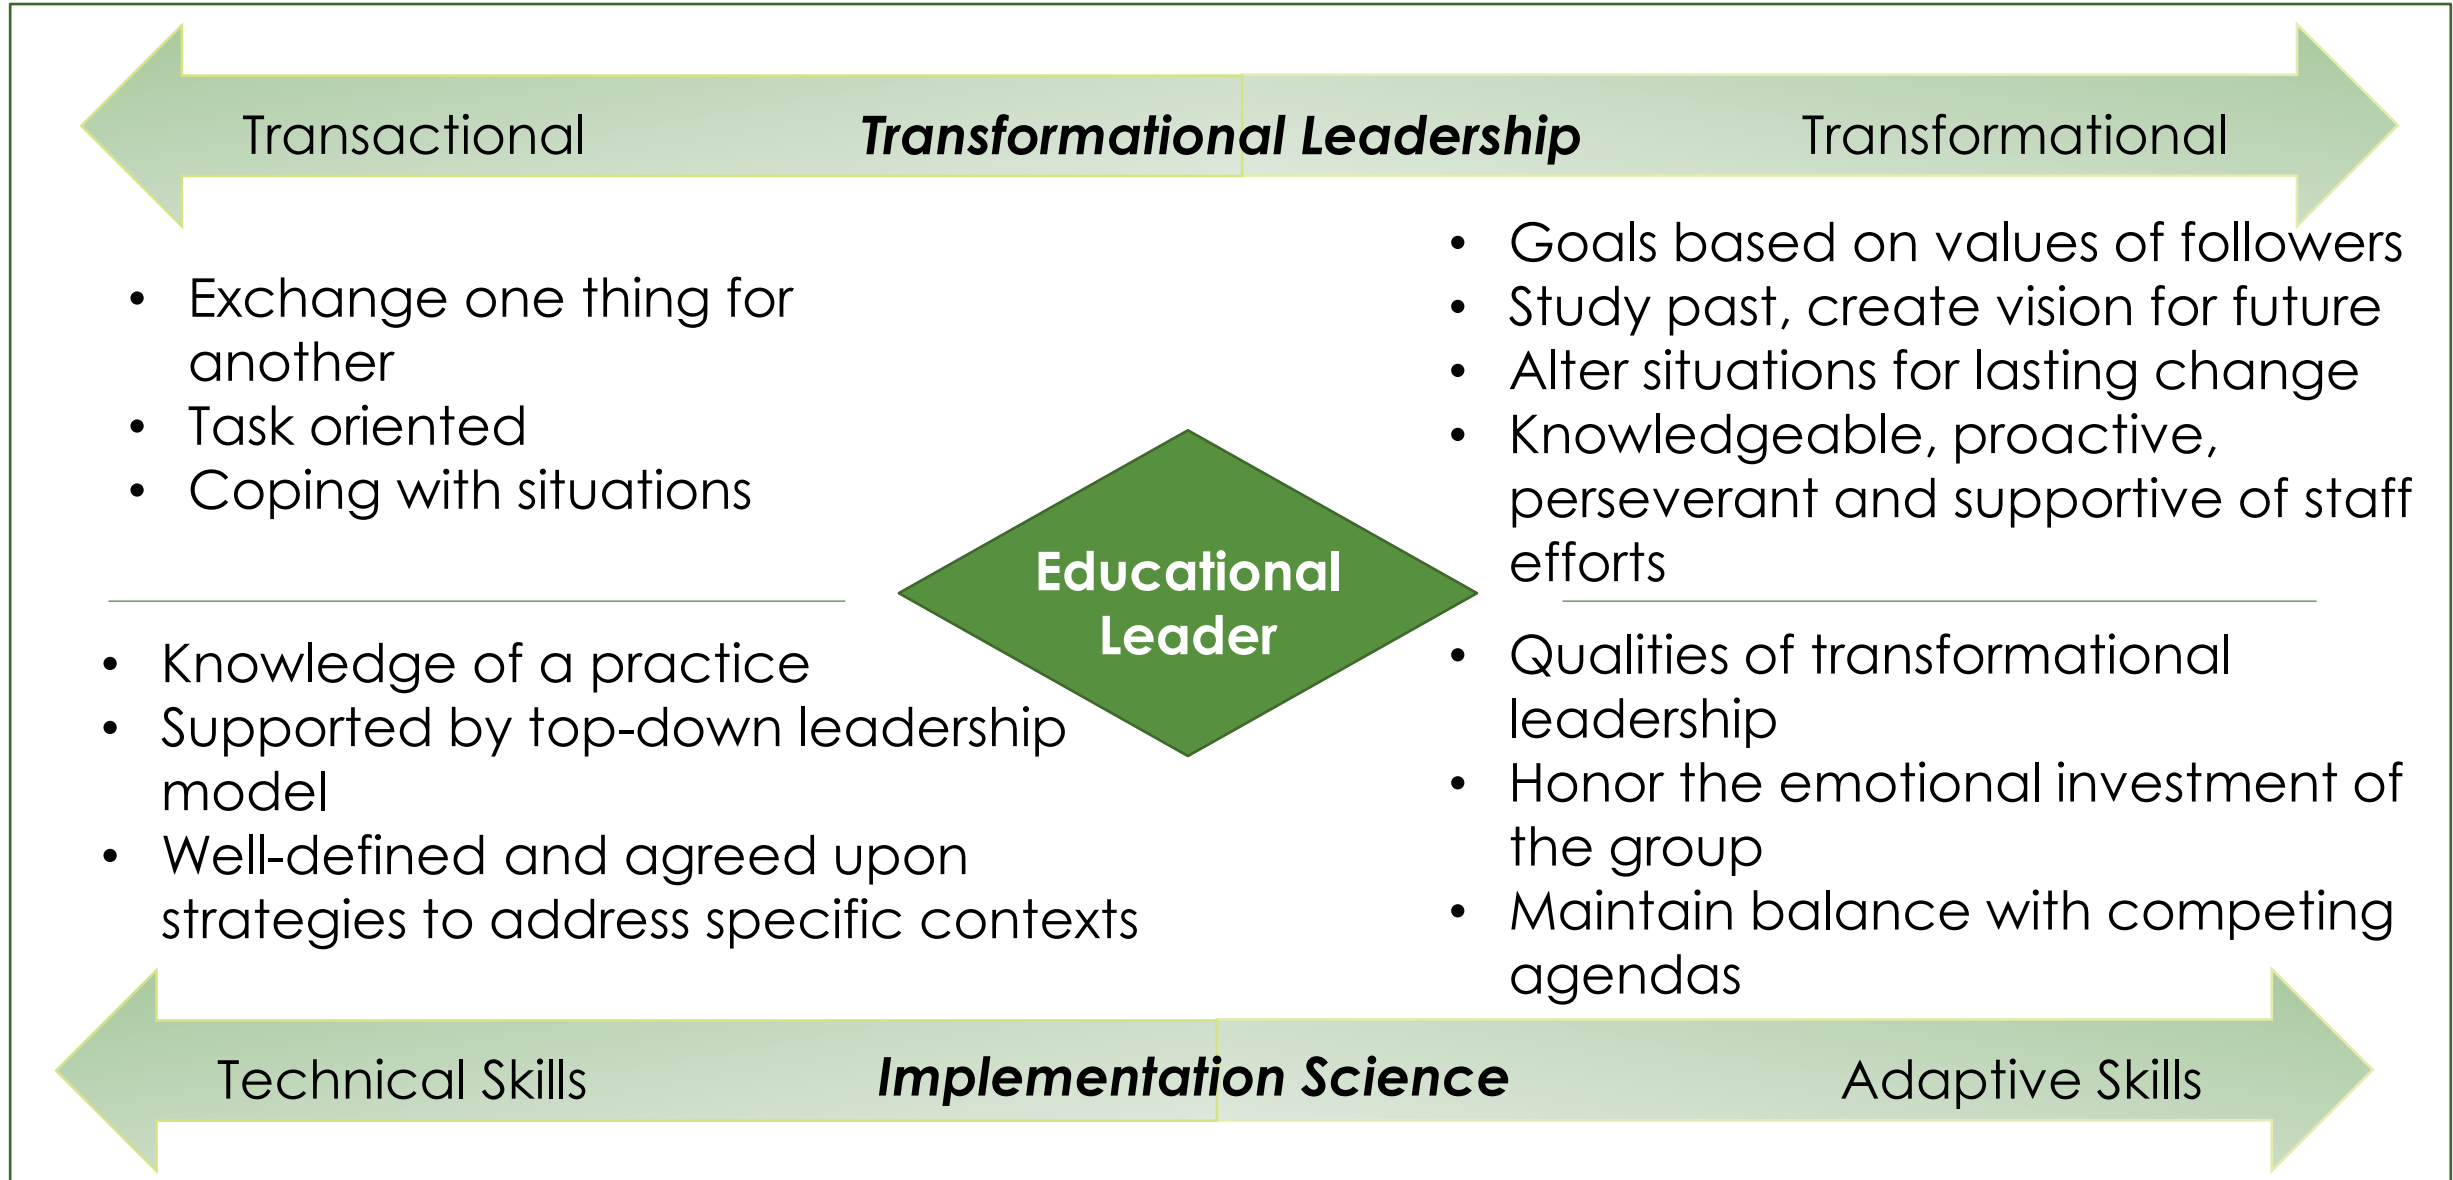 Transactional
Transformational Leadership
Transformational
• Exchange one thing for
another
• Task oriented
• Coping with situations
• Goals based on values of followers
• Study past, create vision for future
• Alter situations for lasting change
• Knowledgeable, proactive,
perseverant and supportive of staff
efforts
Educational
Leader
• Knowledge of a practice
• Supported by top-down leadership
model
• Well-defined and agreed upon
strategies to address specific contexts
• Qualities of transformational
leadership
• Honor the emotional investment of
the group
• Maintain balance with competing
agendas
Technical Skills
Implementation Science
Adaptive Skills